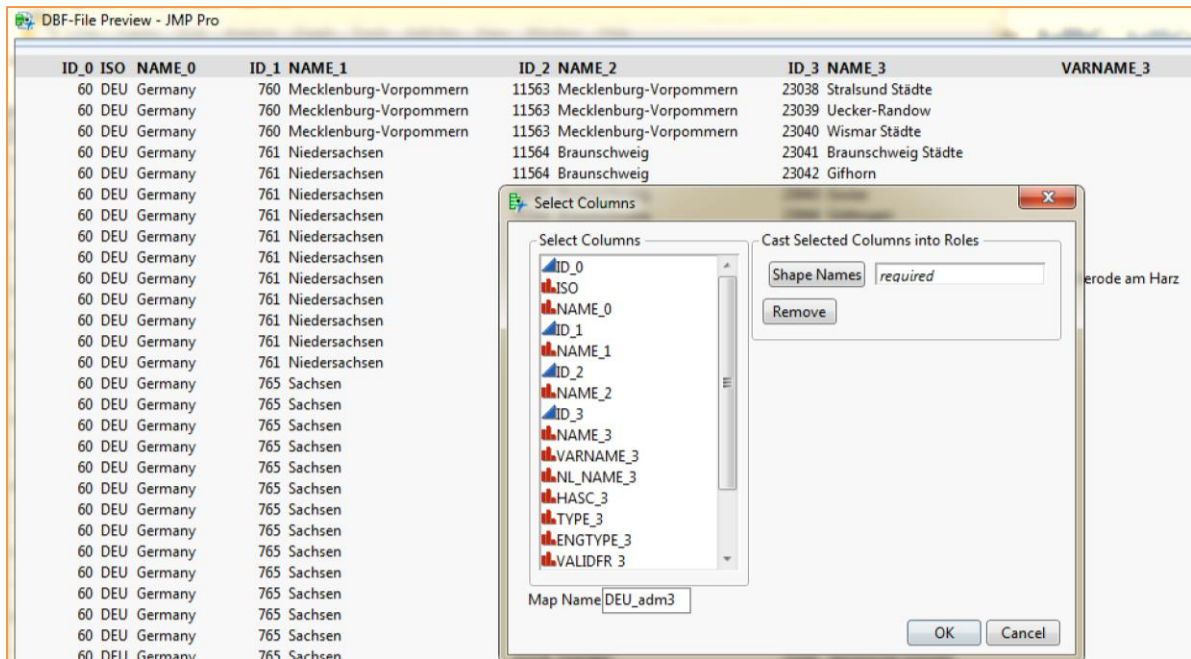 DBF-File Preview - JMP Pro
ID_0 ISO NAME_0 ID_1 NAME_1 ID_2 NAME_2 ID_3 NAME_3 VARNAME_3
60 DEU Germany 760 Mecklenburg-Vorpommern 11563 Mecklenburg-Vorpommern 23038 Stralsund Städte
60 DEU Germany 760 Mecklenburg-Vorpommern 11563 Mecklenburg-Vorpommern 23039 Uecker-Randow
60 DEU Germany 760 Mecklenburg-Vorpommern 11563 Mecklenburg-Vorpommern 23040 Wismar Städte
60 DEU Germany 761 Niedersachsen 11564 Braunschweig 23041 Braunschweig Städte
60 DEU Germany 761 Niedersachsen 11564 Braunschweig 23042 Gifhorn
60 DEU Germany 761 Niedersachsen
60 DEU Germany 761 Niedersachsen
60 DEU Germany 761 Niedersachsen
60 DEU Germany 761 Niedersachsen
60 DEU Germany 761 Niedersachsen erode am Harz
60 DEU Germany 761 Niedersachsen
60 DEU Germany 761 Niedersachsen
60 DEU Germany 761 Niedersachsen
60 DEU Germany 761 Niedersachsen
60 DEU Germany 765 Sachsen
60 DEU Germany 765 Sachsen
60 DEU Germany 765 Sachsen
60 DEU Germany 765 Sachsen
60 DEU Germany 765 Sachsen
60 DEU Germany 765 Sachsen
60 DEU Germany 765 Sachsen
60 DEU Germany 765 Sachsen
60 DEU Germany 765 Sachsen
60 DEU Germany 765 Sachsen
60 DEU Germany 765 Sachsen
60 DEU Germany 765 Sachsen
60 DEU Germany 765 Sachsen
60 DEU Germany 765 Sachsen
Select Columns
Select Columns
ID_0
ISO
NAME_0
ID_1
NAME_1
ID_2
NAME_2
ID_3
NAME_3
VARNAME_3
NL_NAME_3
HASC_3
TYPE_3
ENGTYPE_3
VALIDFR_3
Cast Selected Columns into Roles
Shape Names required
Remove
Map Name DEU_adm3
OK Cancel